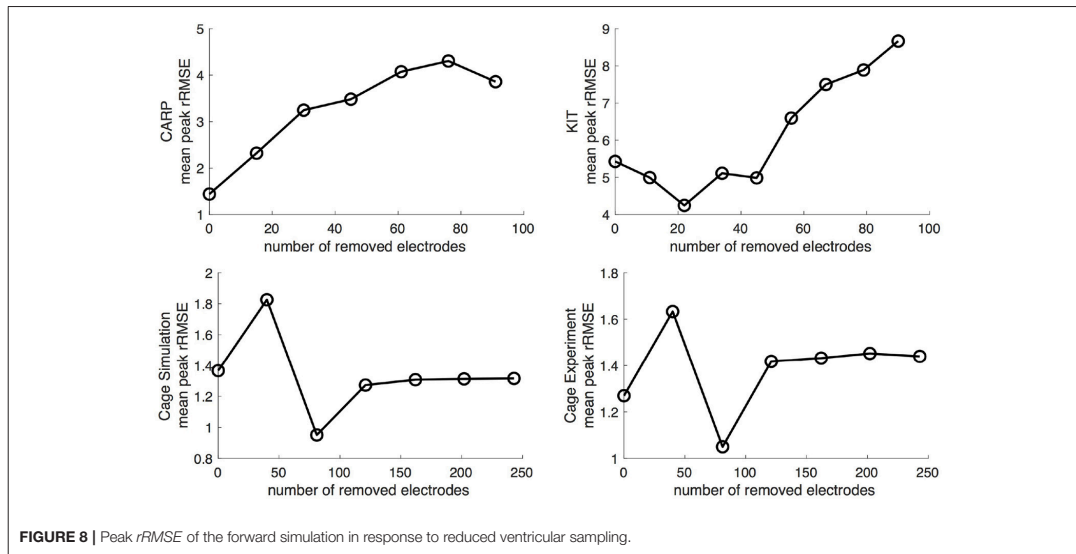 CARP
mean peak rRMSE
5
4
3
2
1
0 20 40 60 80 100
number of removed electrodes
KIT
mean peak rRMSE
9
8
7
6
5
4
0 20 40 60 80 100
number of removed electrodes
Cage Simulation
mean peak rRMSE
2
1.8
1.6
1.4
1.2
1
0.8
0 50 100 150 200 250
number of removed electrodes
Cage Experiment
mean peak rRMSE
1.8
1.6
1.4
1.2
1
0 50 100 150 200 250
number of removed electrodes
FIGURE 8 | Peak rRMSE of the forward simulation in response to reduced ventricular sampling.